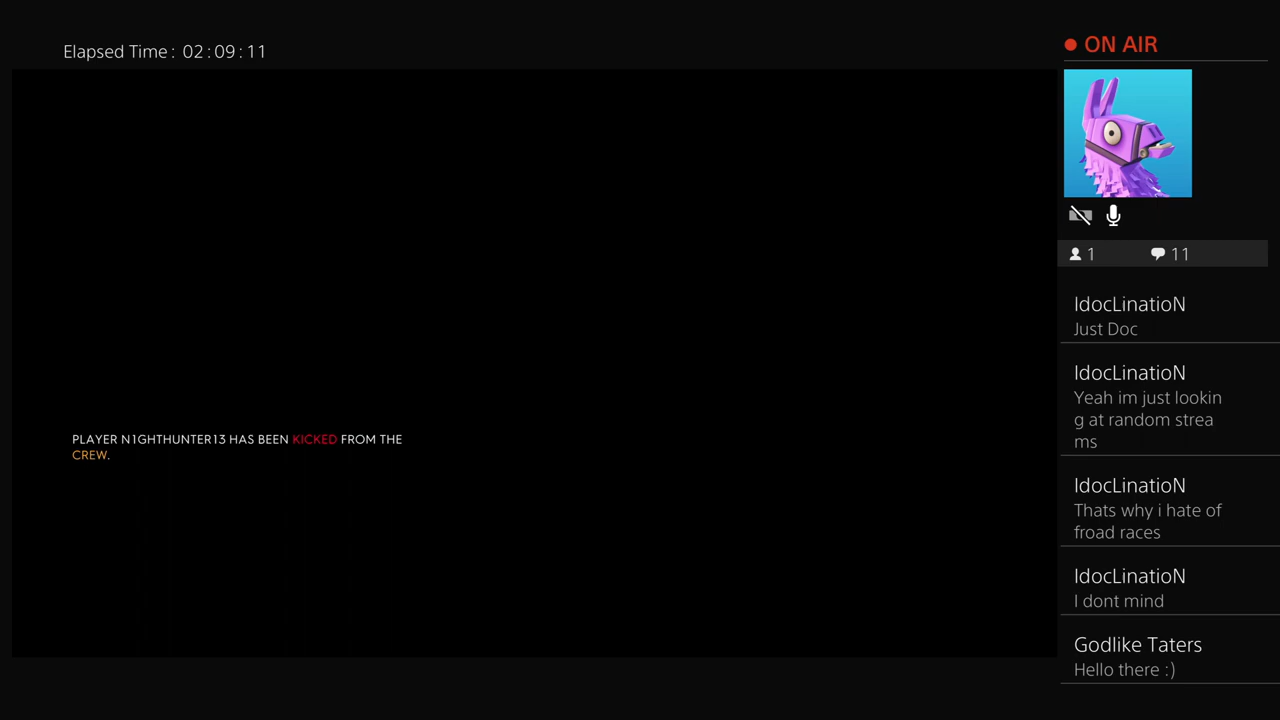 Elapsed Time: 02:09:11
ON AIR
1 11
IdocLinatioN
Just Doc
IdocLinatioN
Yeah im just lookin
g at random strea
ms
IdocLinatioN
Thats why i hate of
froad races
IdocLinatioN
I dont mind
Godlike Taters
Hello there :)
PLAYER N1GHTHUNTER13 HAS BEEN KICKED FROM THE
CREW.